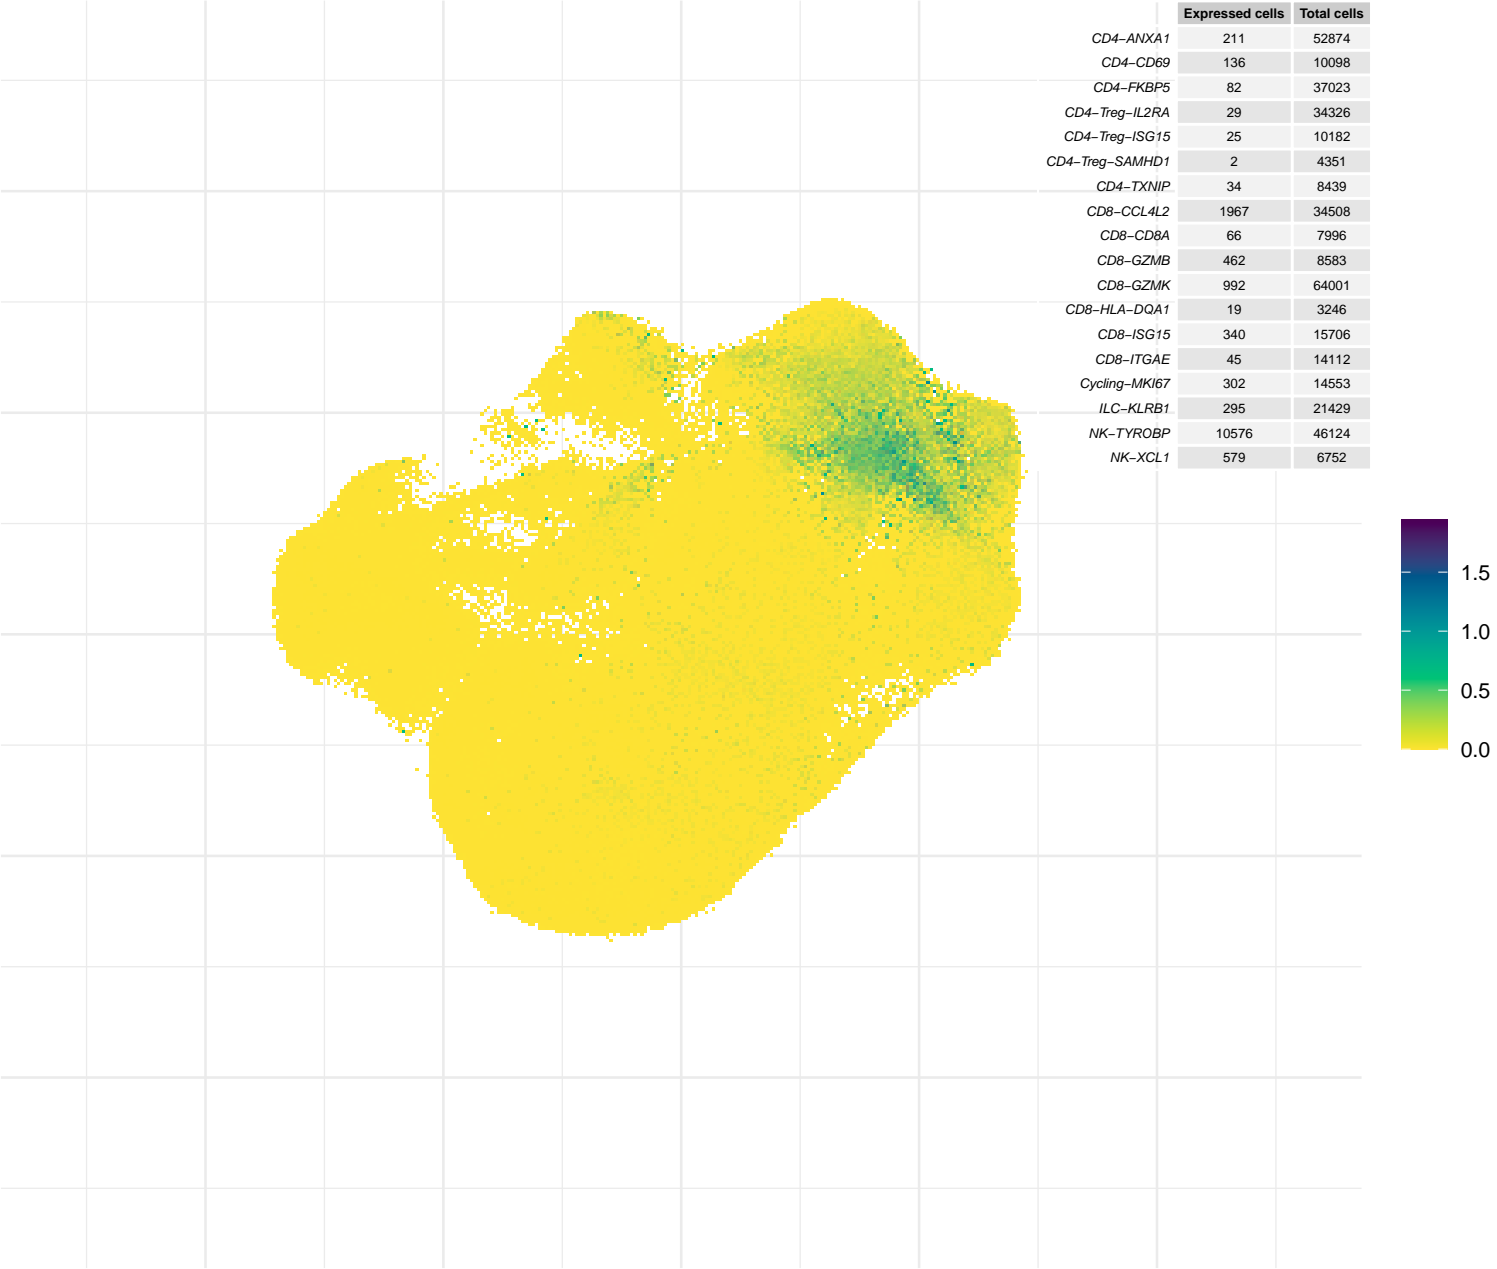 Expressed cells Total cells
CD4−ANXA1 211 52874
CD4−CD69 136 10098
CD4−FKBP5 82 37023
CD4−Treg−IL2RA 29 34326
CD4−Treg−ISG15 25 10182
CD4−Treg−SAMHD1 2 4351
CD4−TXNIP 34 8439
CD8−CCL4L2 1967 34508
CD8−CD8A 66 7996
CD8−GZMB 462 8583
CD8−GZMK 992 64001
CD8−HLA−DQA1 19 3246
CD8−ISG15 340 15706
CD8−ITGAE 45 14112
Cycling−MKI67 302 14553
ILC−KLRB1 295 21429
NK−TYROBP 10576 46124
NK−XCL1 579 6752
1.5
1.0
0.5
0.0